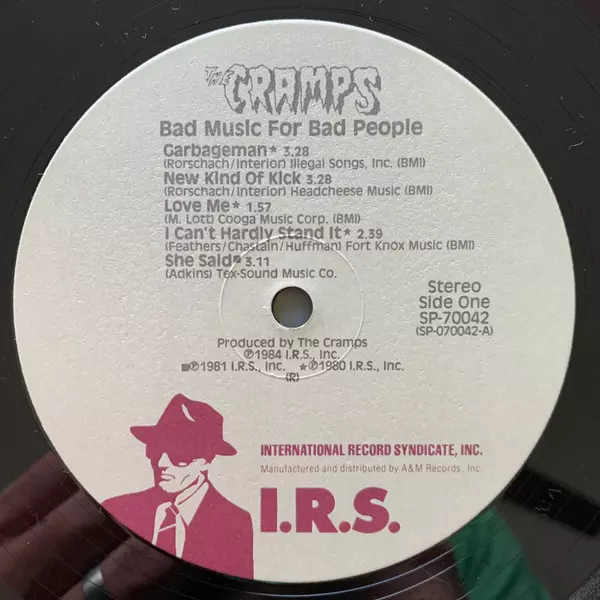 THE CRAMPS
Bad Music For Bad People
Garbageman★ 3.28
(Rorschach/Interior) Illegal Songs, Inc. (BMI)
New Kind Of Kick 3.28
(Rorschach/Interior) Headcheese Music (BMI)
Love Me★ 1.57
(M. Lott) Cooga Music Corp. (BMI)
I Can't Hardly Stand It★ 2.39
(Feathers/Chastain/Huffman) Fort Knox Music (BMI)
She Said■ 3.11
(Adkins) Tex-Sound Music Co.
Stereo
Side One
SP-70042
(SP-070042-A)
Produced by The Cramps
℗1984 I.R.S., Inc.
■℗1981 I.R.S., Inc. ★℗1980 I.R.S., Inc.
(R)
INTERNATIONAL RECORD SYNDICATE, INC.
Manufactured and distributed by A&M Records, Inc.
I.R.S.